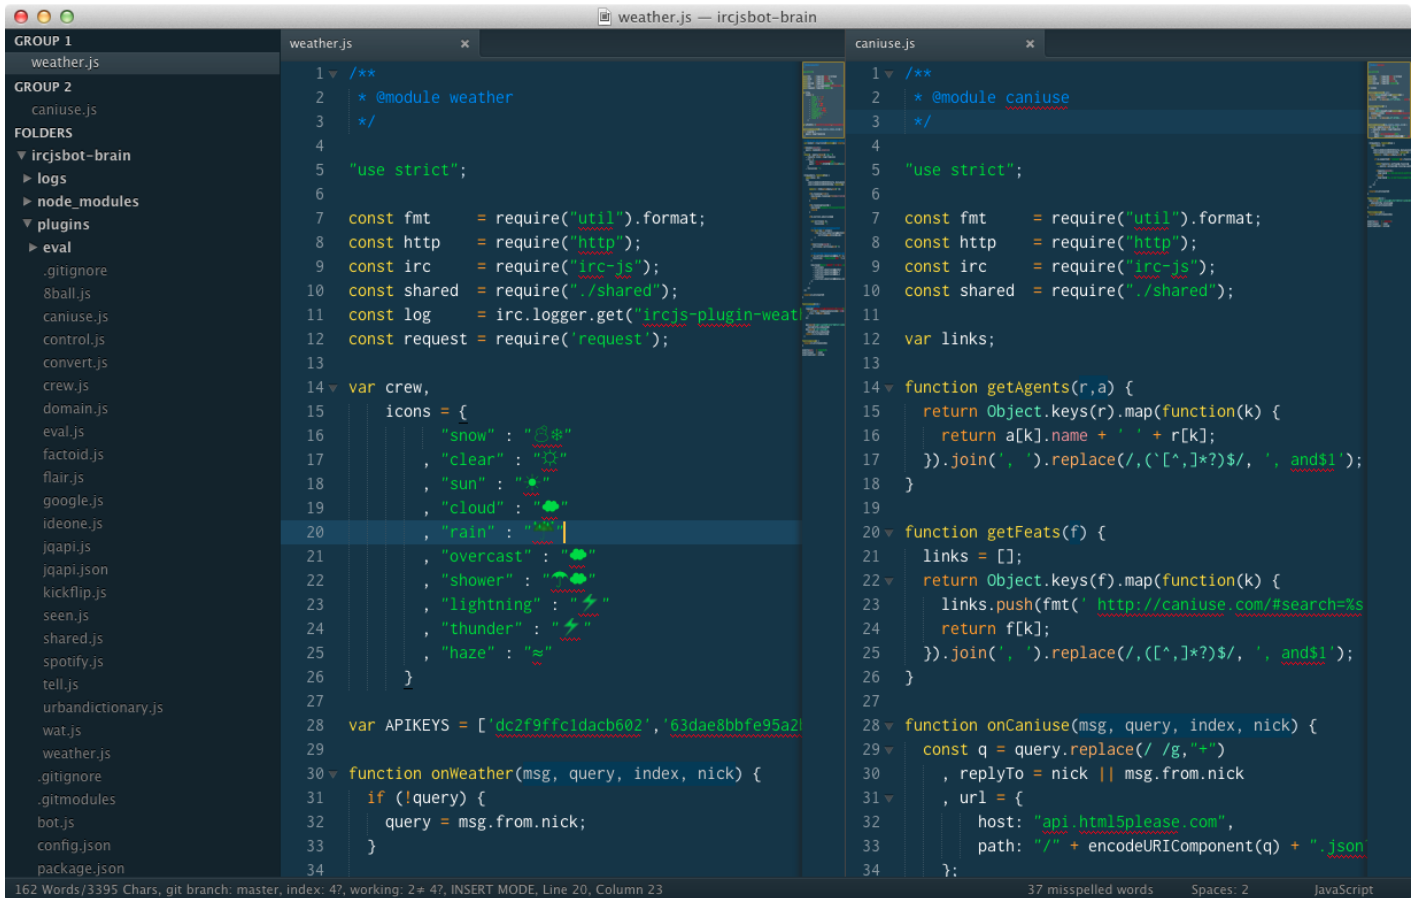 weather.js — ircjsbot-brain
GROUP 1
weather.js
GROUP 2
caniuse.js
FOLDERS
ircjsbot-brain
logs
node_modules
plugins
eval
.gitignore
8ball.js
caniuse.js
control.js
convert.js
crew.js
domain.js
eval.js
factoid.js
flair.js
google.js
ideone.js
jqapi.js
jqapi.json
kickflip.js
seen.js
shared.js
spotify.js
tell.js
urbandictionary.js
wat.js
weather.js
.gitignore
.gitmodules
bot.js
config.json
package.json
weather.js ×
1 /**
2 * @module weather
3 */
4
5 "use strict";
6
7 const fmt = require("util").format;
8 const http = require("http");
9 const irc = require("irc-js");
10 const shared = require("./shared");
11 const log = irc.logger.get("ircjs-plugin-weat
12 const request = require('request');
13
14 var crew,
15 icons = {
16 "snow" : "☃❄"
17 , "clear" : "☼"
18 , "sun" : "☀"
19 , "cloud" : "☁"
20 , "rain" : "☔"
21 , "overcast" : "☁"
22 , "shower" : "☂☁"
23 , "lightning" : "⚡"
24 , "thunder" : "⚡"
25 , "haze" : "≈"
26 }
27
28 var APIKEYS = ['dc2f9ffc1dacb602','63dae8bbfe95a2
29
30 function onWeather(msg, query, index, nick) {
31 if (!query) {
32 query = msg.from.nick;
33 }
34
caniuse.js ×
1 /**
2 * @module caniuse
3 */
4
5 "use strict";
6
7 const fmt = require("util").format;
8 const http = require("http");
9 const irc = require("irc-js");
10 const shared = require("./shared");
11
12 var links;
13
14 function getAgents(r,a) {
15 return Object.keys(r).map(function(k) {
16 return a[k].name + ' ' + r[k];
17 }).join(', ').replace(/,(`[^,]*?)$/, ', and$1');
18 }
19
20 function getFeats(f) {
21 links = [];
22 return Object.keys(f).map(function(k) {
23 links.push(fmt(' http://caniuse.com/#search=%s
24 return f[k];
25 }).join(', ').replace(/,([^,]*?)$/, ', and$1');
26 }
27
28 function onCaniuse(msg, query, index, nick) {
29 const q = query.replace(/ /g,"+")
30 , replyTo = nick || msg.from.nick
31 , url = {
32 host: "api.html5please.com",
33 path: "/" + encodeURIComponent(q) + ".json
34 };
162 Words/3395 Chars, git branch: master, index: 4?, working: 2≠ 4?, INSERT MODE, Line 20, Column 23
37 misspelled words Spaces: 2 JavaScript